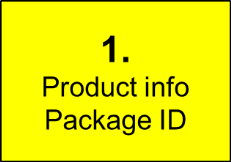 1.
Product info
Package ID